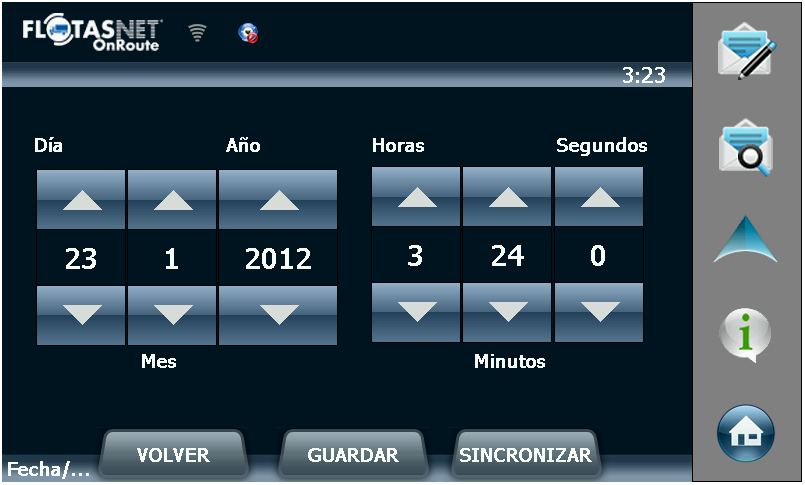 FLOTASNET
OnRoute
3:23
Día Año Horas Segundos
23 1 2012 3 24 0
Mes Minutos
VOLVER GUARDAR SINCRONIZAR
Fecha/...